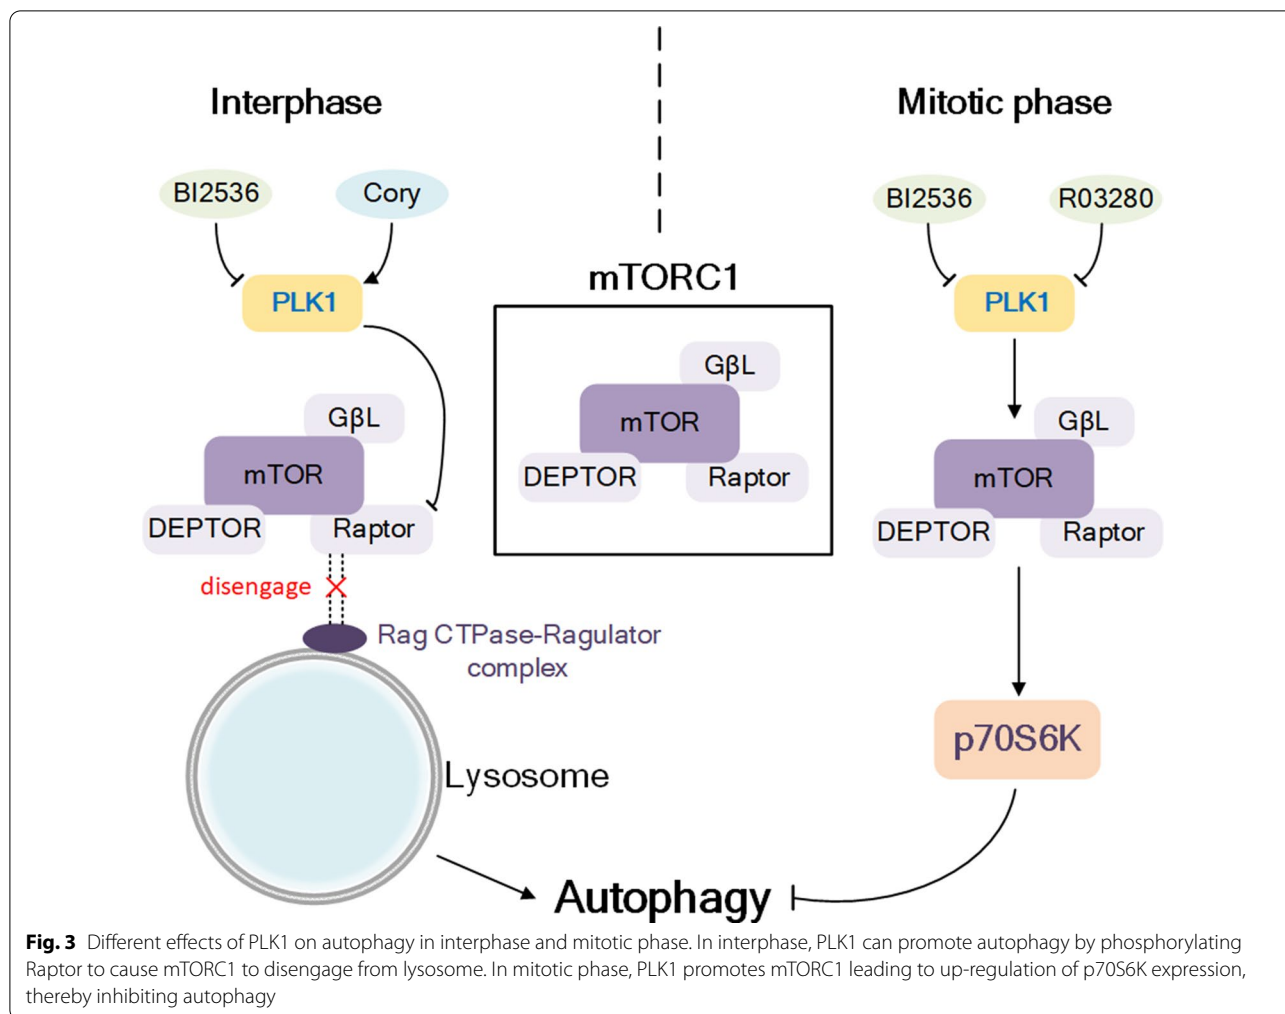 Interphase
Mitotic phase
BI2536
Cory
BI2536
R03280
PLK1
PLK1
mTORC1
GβL
mTOR
DEPTOR
Raptor
GβL
mTOR
DEPTOR
Raptor
GβL
mTOR
DEPTOR
Raptor
disengage
Rag CTPase-Ragulator
complex
Lysosome
p70S6K
Autophagy
Fig. 3 Different effects of PLK1 on autophagy in interphase and mitotic phase. In interphase, PLK1 can promote autophagy by phosphorylating
Raptor to cause mTORC1 to disengage from lysosome. In mitotic phase, PLK1 promotes mTORC1 leading to up-regulation of p70S6K expression,
thereby inhibiting autophagy